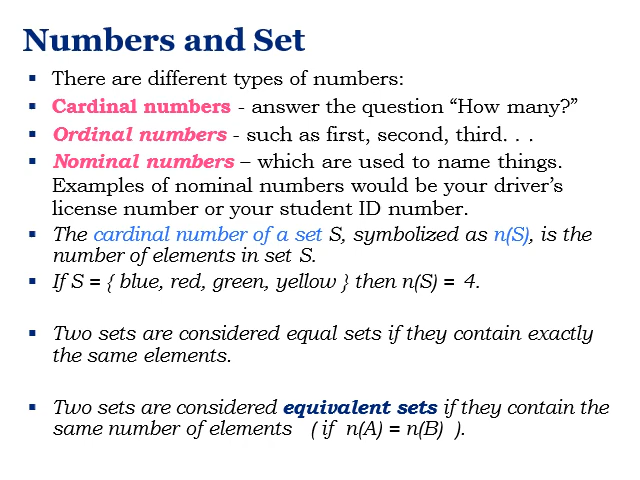 Numbers and Set
▪ There are different types of numbers:
▪ Cardinal numbers - answer the question “How many?”
▪ Ordinal numbers - such as first, second, third. . .
▪ Nominal numbers – which are used to name things.
Examples of nominal numbers would be your driver’s
license number or your student ID number.
▪ The cardinal number of a set S, symbolized as n(S), is the
number of elements in set S.
▪ If S = { blue, red, green, yellow } then n(S) = 4.
▪ Two sets are considered equal sets if they contain exactly
the same elements.
▪ Two sets are considered equivalent sets if they contain the
same number of elements ( if n(A) = n(B) ).